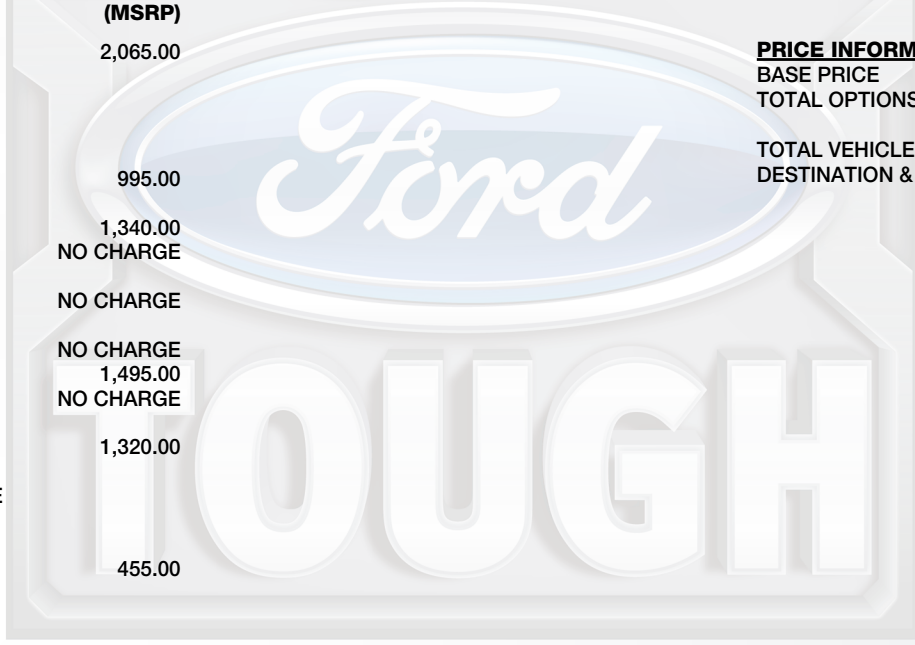 (MSRP)
2,065.00
995.00
1,340.00
NO CHARGE
NO CHARGE
NO CHARGE
1,495.00
NO CHARGE
1,320.00
455.00
PRICE INFORM
BASE PRICE
TOTAL OPTIONS
TOTAL VEHICLE
DESTINATION &
Ford
TOUGH